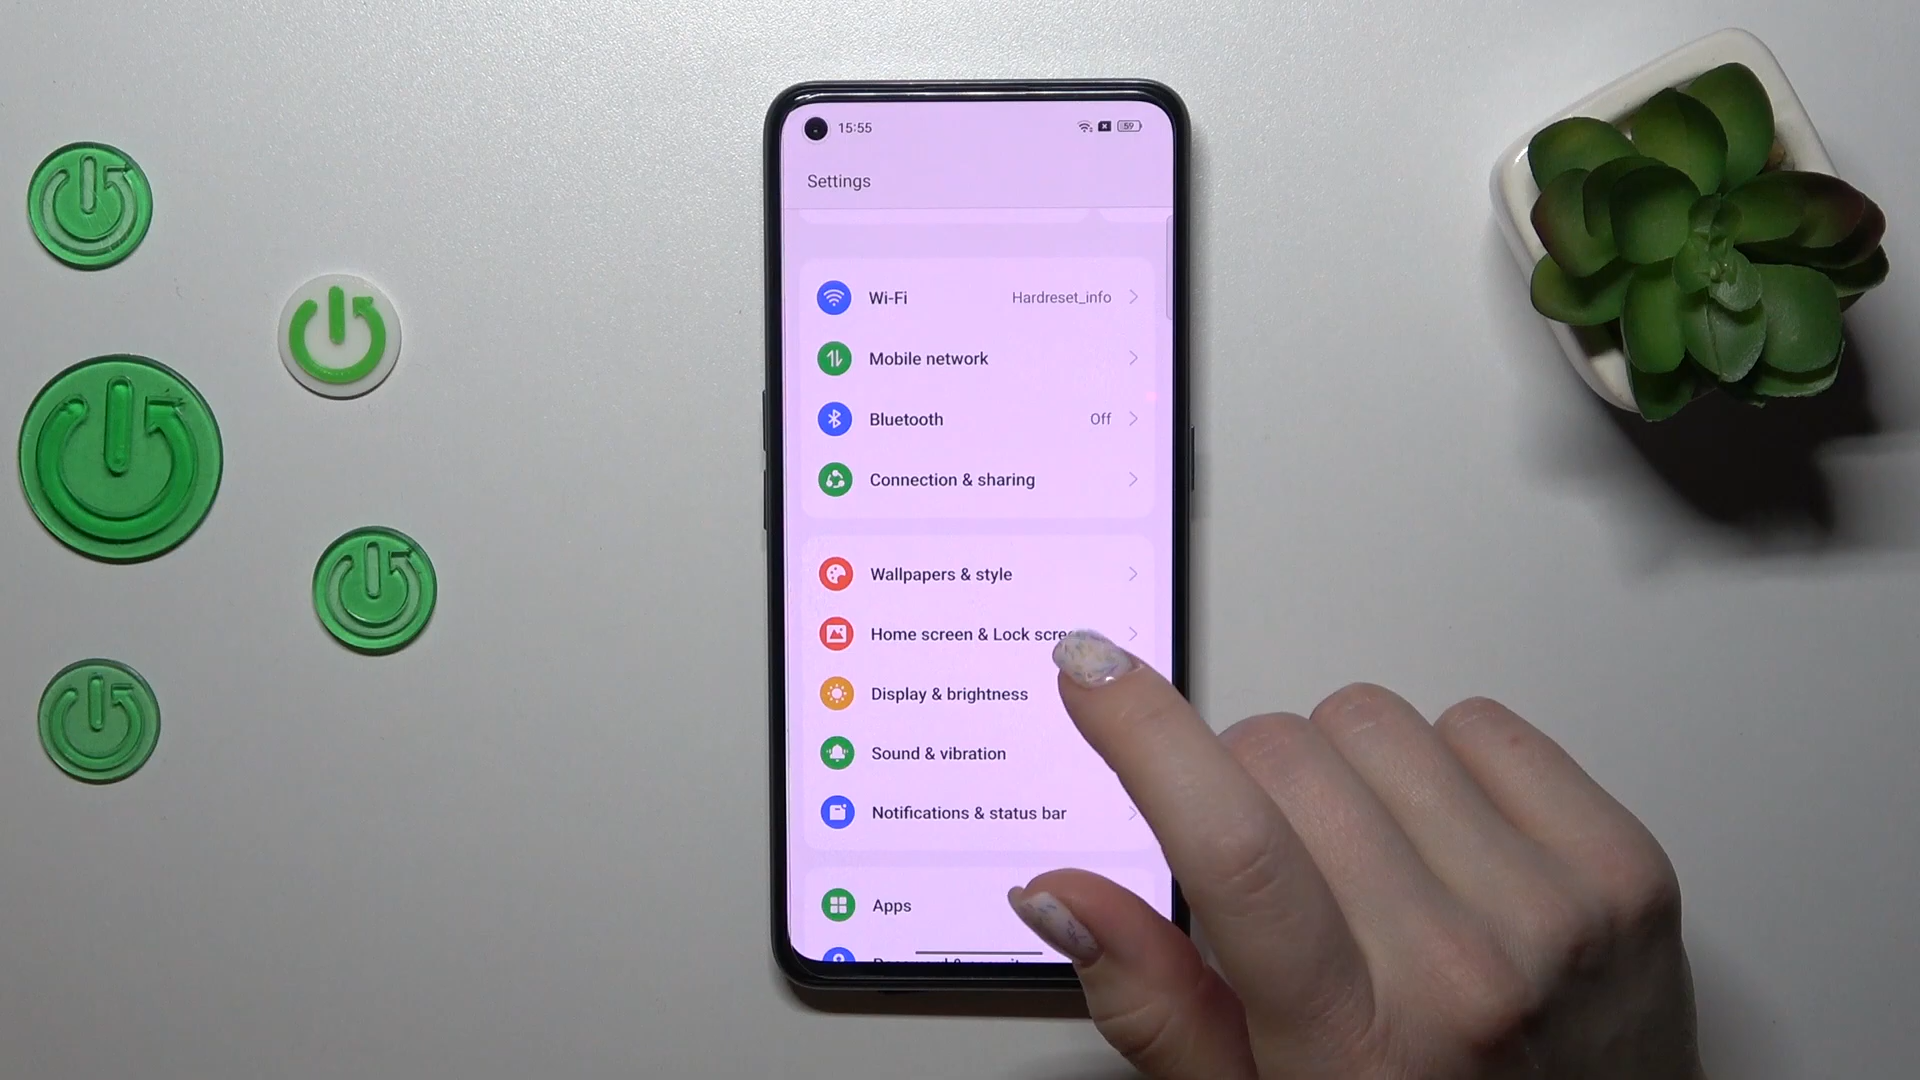 15:55
59
Settings
Wi-Fi Hardreset_info
Mobile network
Bluetooth Off
Connection & sharing
Wallpapers & style
Home screen & Lock scre
Display & brightness
Sound & vibration
Notifications & status bar
Apps